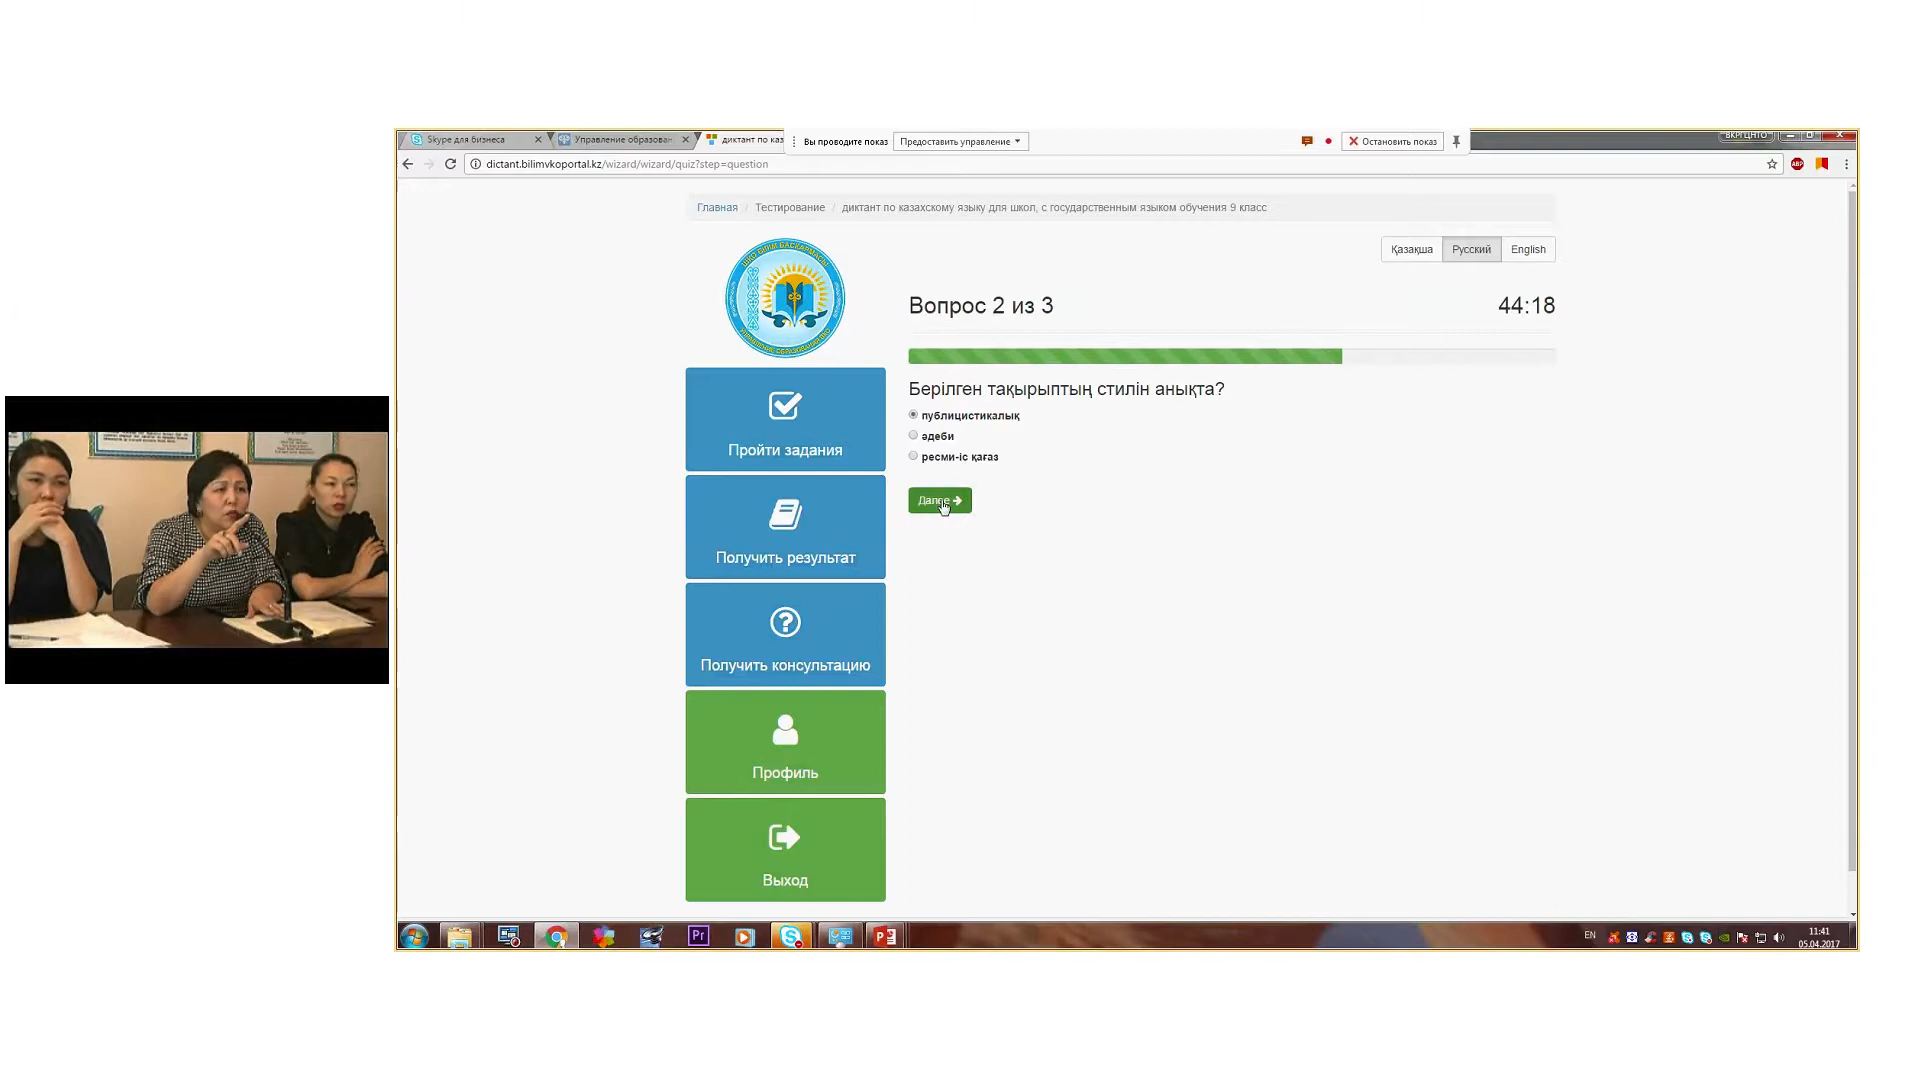 Skype для бизнеса
Управление образован
диктант по каз
Вы проводите показ
Предоставить управление
Остановить показ
ВКРГЦНТО
dictant.bilimvkoportal.kz/wizard/wizard/quiz?step=question
Главная / Тестирование / диктант по казахскому языку для школ, с государственным языком обучения 9 класс
Қазақша
Русский
English
Вопрос 2 из 3
44:18
Берілген тақырыптың стилін анықта?
публицистикалық
әдеби
ресми-іс қағаз
Далее
Пройти задания
Получить результат
Получить консультацию
Профиль
Выход
Pr
EN
11:41
05.04.2017